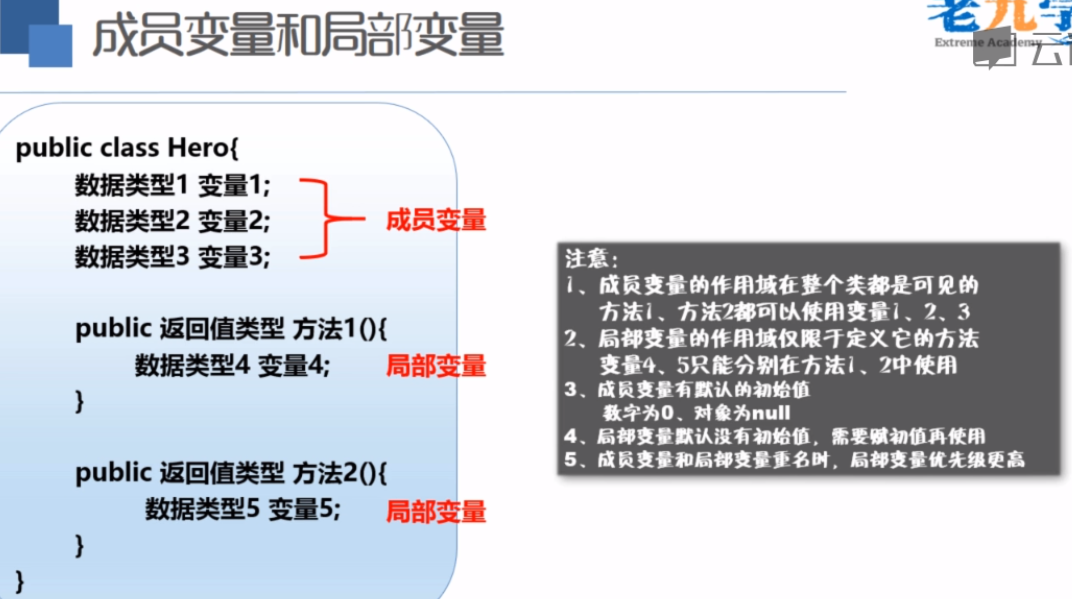 成员变量和局部变量
Extreme Academy
public class Hero{
数据类型1 变量1;
数据类型2 变量2;
数据类型3 变量3;
成员变量
public 返回值类型 方法1(){
数据类型4 变量4;
局部变量
}
public 返回值类型 方法2(){
数据类型5 变量5;
局部变量
}
}
注意：
1、成员变量的作用域在整个类都是可见的
方法1、方法2都可以使用变量1、2、3
2、局部变量的作用域仅限于定义它的方法
变量4、5只能分别在方法1、2中使用
3、成员变量有默认的初始值
数字为0、对象为null
4、局部变量默认没有初始值，需要赋初值再使用
5、成员变量和局部变量重名时，局部变量优先级更高